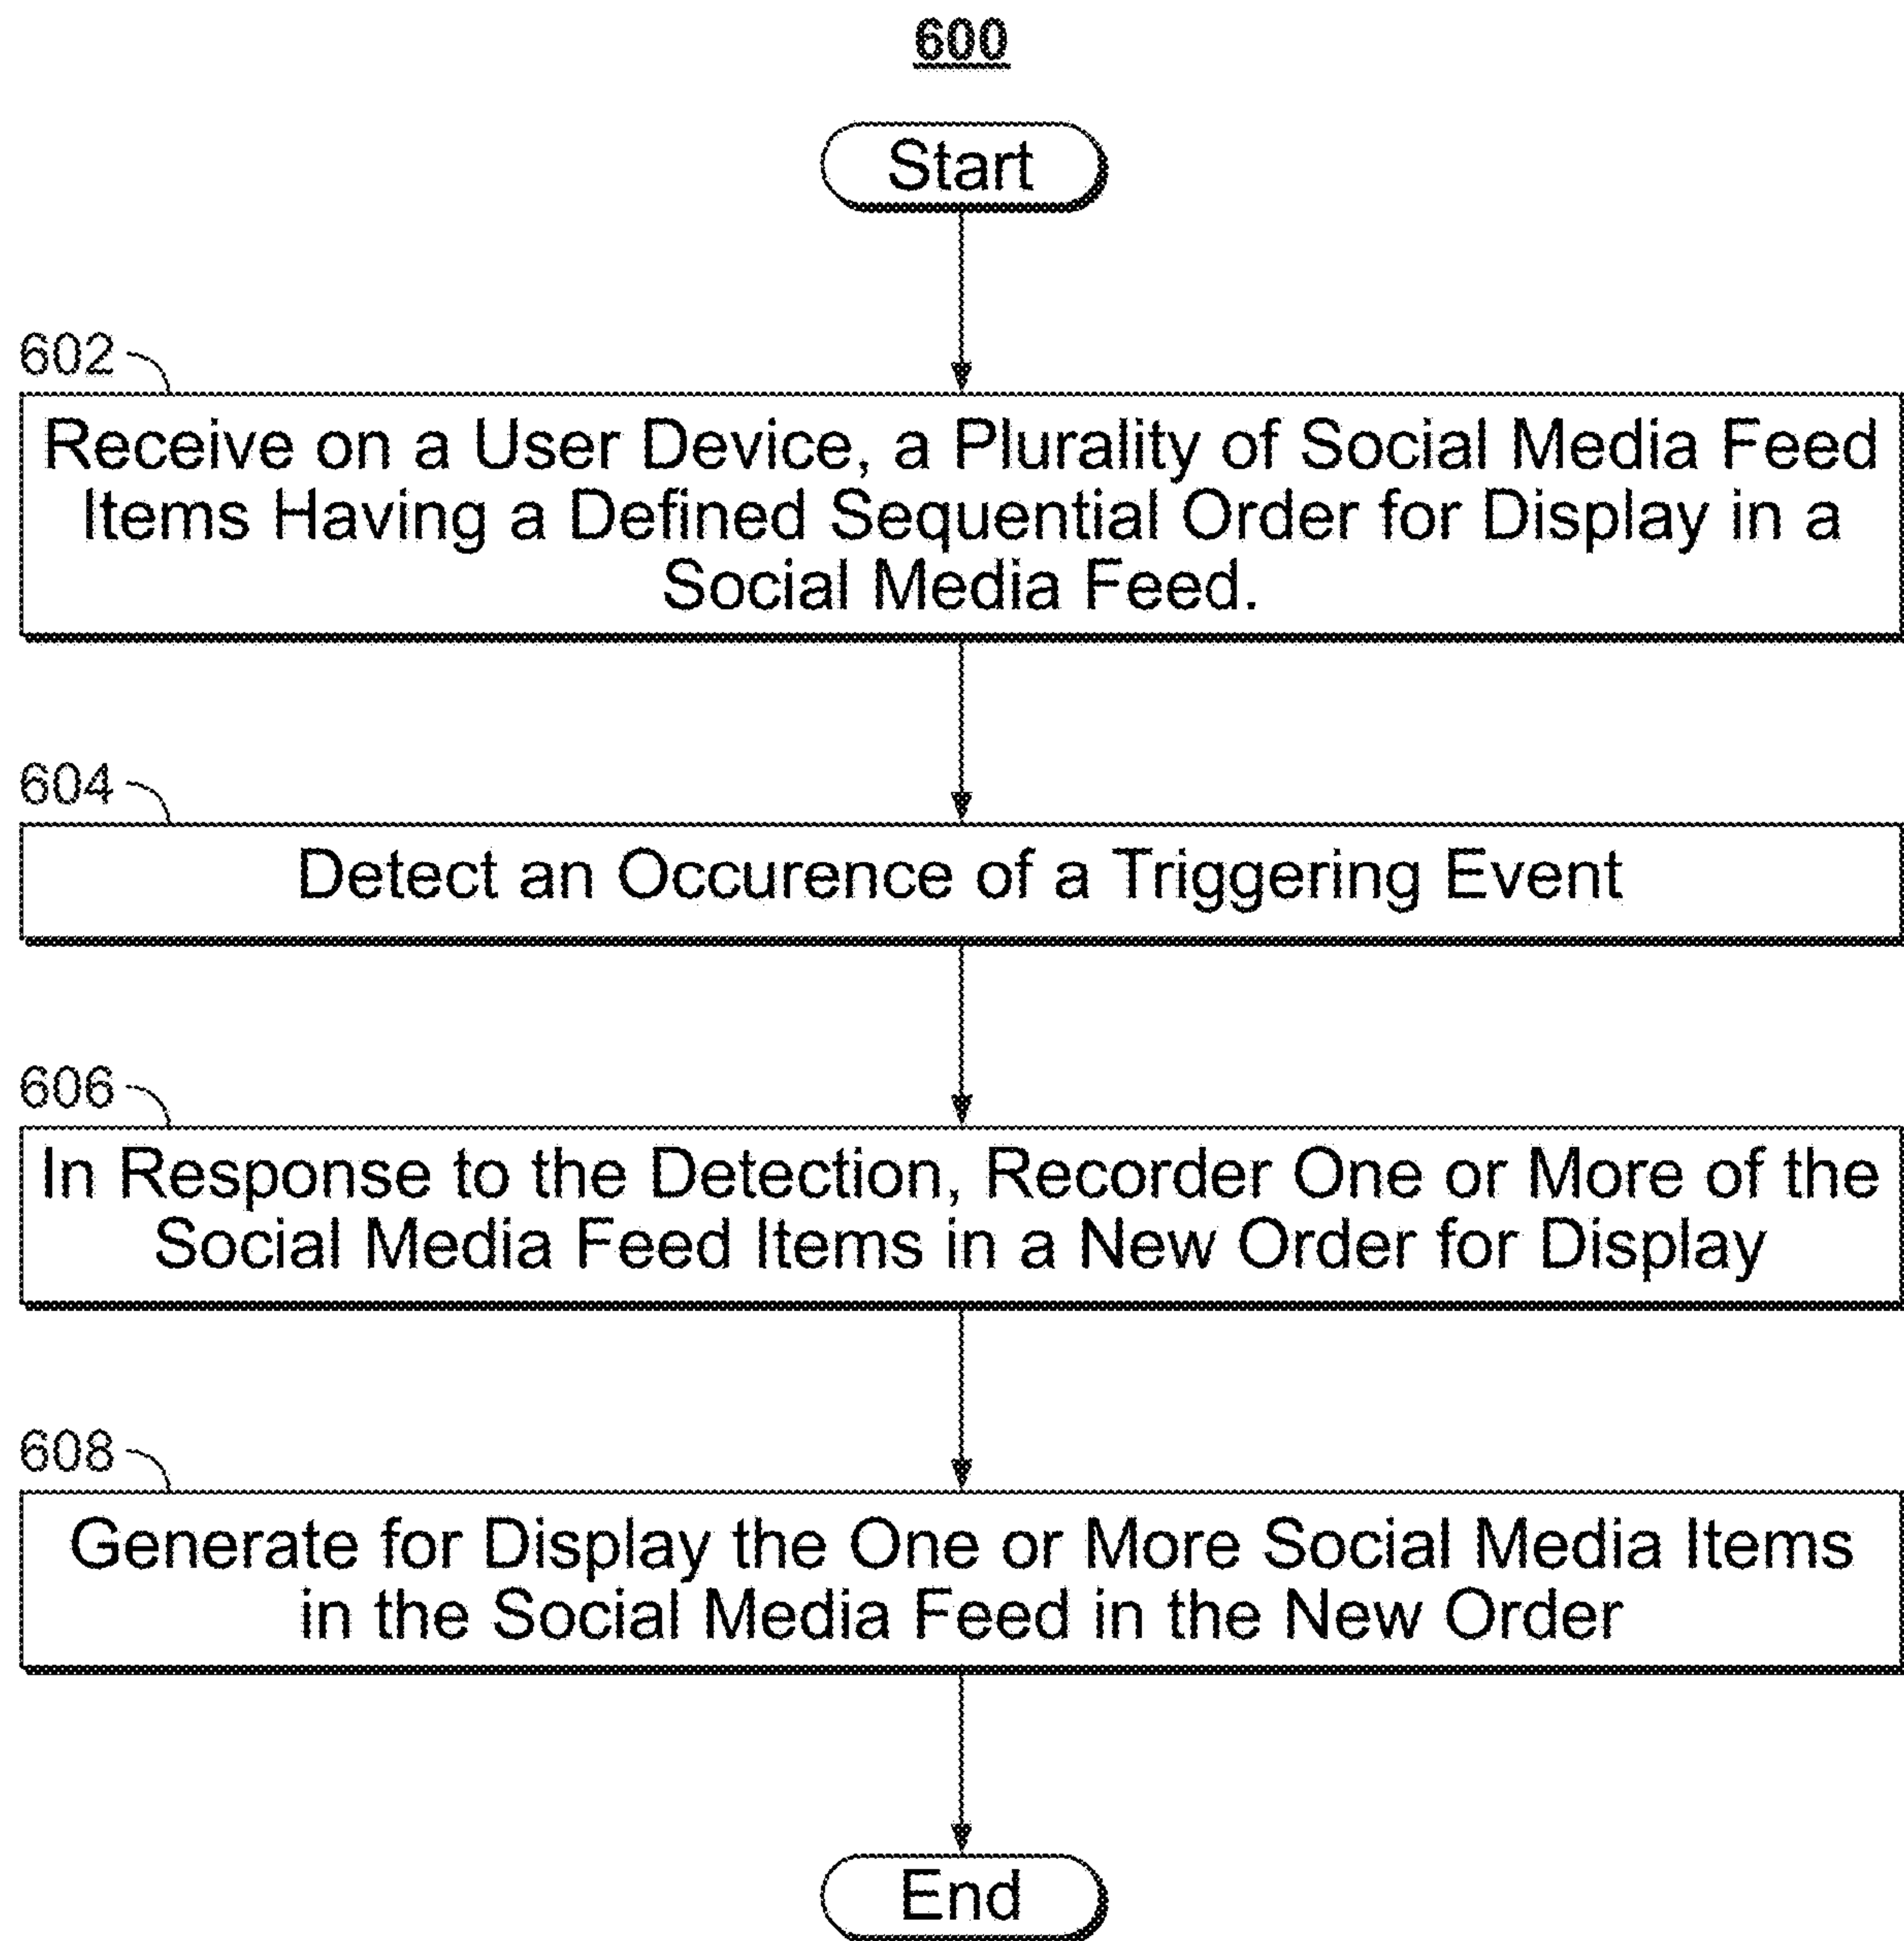 600
Start
602
Receive on a User Device, a Plurality of Social Media Feed
Items Having a Defined Sequential Order for Display in a
Social Media Feed.
604
Detect an Occurence of a Triggering Event
606
In Response to the Detection, Recorder One or More of the
Social Media Feed Items in a New Order for Display
608
Generate for Display the One or More Social Media Items
in the Social Media Feed in the New Order
End